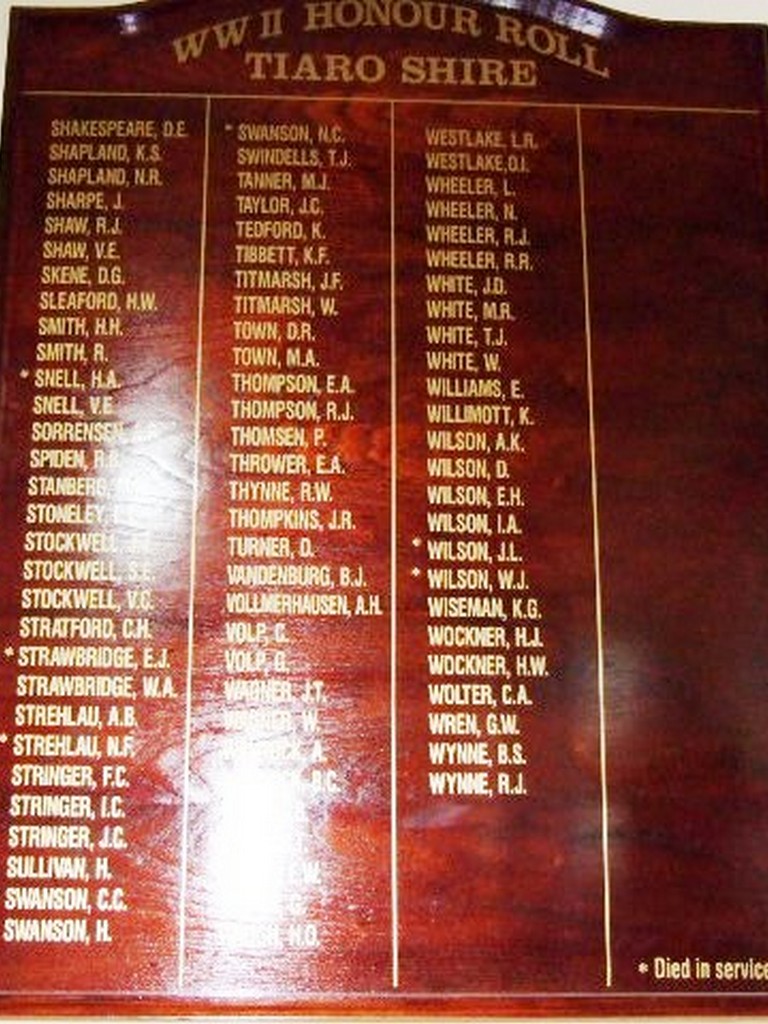 WW II HONOUR ROLL
TIARO SHIRE
SHAKESPEARE, D.E.
SHAPLAND, K.S.
SHAPLAND, N.R.
SHARPE, J.
SHAW, R.J.
SHAW, V.E.
SKENE, D.G.
SLEAFORD, H.W.
SMITH, H.H.
SMITH, R.
* SNELL, H.A.
SNELL, V.E.
SORRENSEN,
SPIDEN,
STANBERG,
STONELEY,
STOCKWELL,
STOCKWELL, S.E.
STOCKWELL, V.C.
STRATFORD, C.H.
* STRAWBRIDGE, E.J.
STRAWBRIDGE, W.A.
STREHLAU, A.B.
* STREHLAU, N.F.
STRINGER, F.C.
STRINGER, I.C.
STRINGER, J.C.
SULLIVAN, H.
SWANSON, C.C.
SWANSON, H.
* SWANSON, N.C.
SWINDELLS, T.J.
TANNER, M.J.
TAYLOR, J.C.
TEDFORD, K.
TIBBETT, K.F.
TITMARSH, J.F.
TITMARSH, W.
TOWN, D.R.
TOWN, M.A.
THOMPSON, E.A.
THOMPSON, R.J.
THOMSEN, P.
THROWER, E.A.
THYNNE, R.W.
THOMPKINS, J.R.
TURNER, D.
VANDENBURG, B.J.
VOLLMERHAUSEN, A.H.
VOLP, C.
VOLP, G.
WAGNER, J.T.
W.
A.
N.O.
WESTLAKE, L.R.
WESTLAKE, O.I.
WHEELER, L.
WHEELER, N.
WHEELER, R.J.
WHEELER, R.R.
WHITE, J.D.
WHITE, M.R.
WHITE, T.J.
WHITE, W.
WILLIAMS, E.
WILLIMOTT, K.
WILSON, A.K.
WILSON, D.
WILSON, E.H.
WILSON, I.A.
* WILSON, J.L.
* WILSON, W.J.
WISEMAN, K.G.
WOCKNER, H.J.
WOCKNER, H.W.
WOLTER, C.A.
WREN, G.W.
WYNNE, B.S.
WYNNE, R.J.
* Died in service